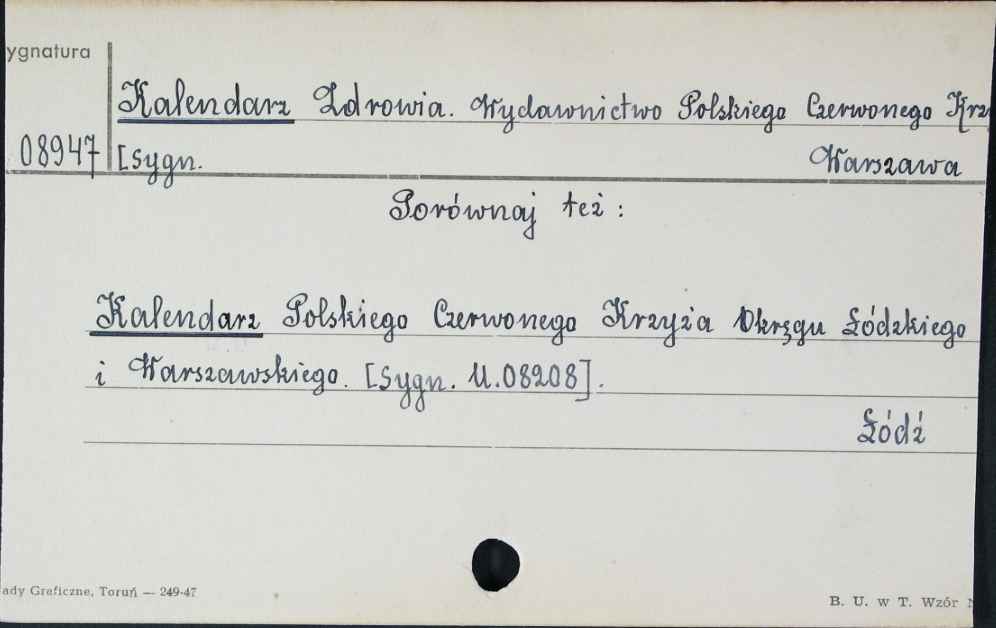 ygnatura
Kalendarz Zdrowia. Wydawnictwo Polskiego Czerwonego Krz
08947 [Sygn. Warszawa
Porównaj też :
Kalendarz Polskiego Czerwonego Krzyża Okręgu Łódzkiego
i Warszawskiego. [Sygn. U.08208].
Łódź
ady Graficzne, Toruń — 249-47
B. U. w T. Wzór